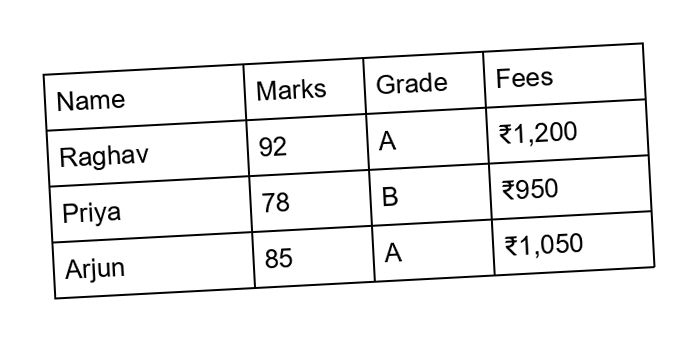 Name Marks Grade Fees
Raghav 92 A ₹1,200
Priya 78 B ₹950
Arjun 85 A ₹1,050